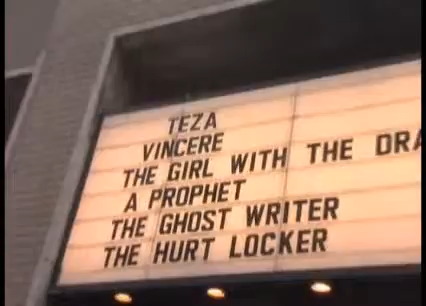 TEZA
VINCERE
THE GIRL WITH THE DRA
A PROPHET
THE GHOST WRITER
THE HURT LOCKER